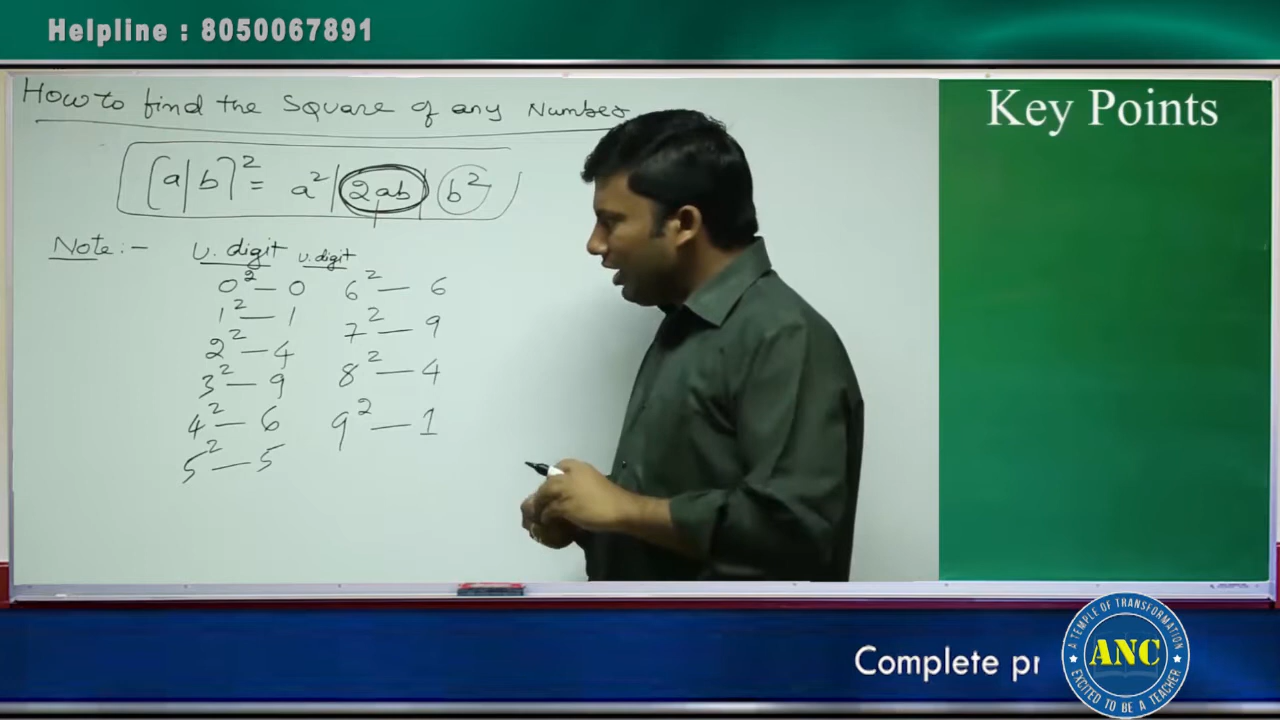 Helpline : 8050067891
How to find the Square of any Number
(a|b)² = a² | 2ab | b²
Note :- U. digit U. digit
0² — 0 6² — 6
1² — 1 7² — 9
2² — 4 8² — 4
3² — 9 9² — 1
4² — 6
5² — 5
Key Points
Complete pr
A TEMPLE OF TRANSFORMATION
ANC
EXCITED TO BE A TEACHER